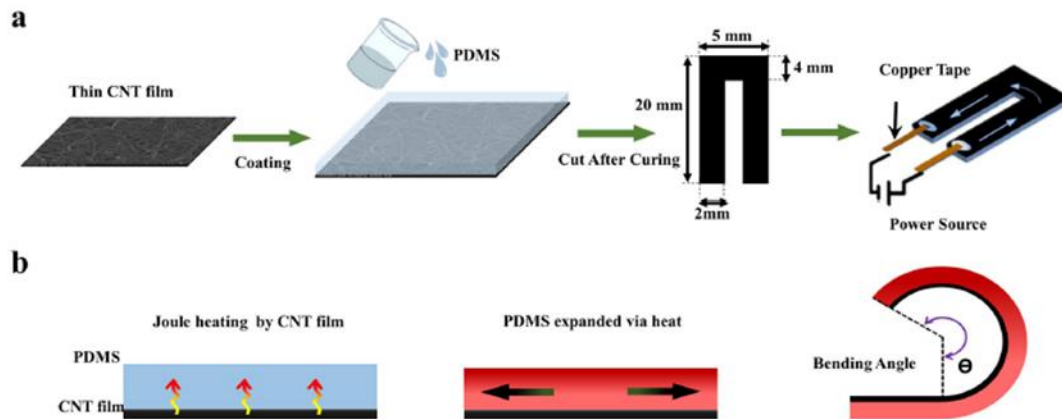 a
PDMS
5 mm
4 mm
Thin CNT film
20 mm
Copper Tape
Coating
Cut After Curing
2mm
Power Source
b
Joule heating by CNT film
PDMS expanded via heat
PDMS
Bending Angle
Θ
CNT film